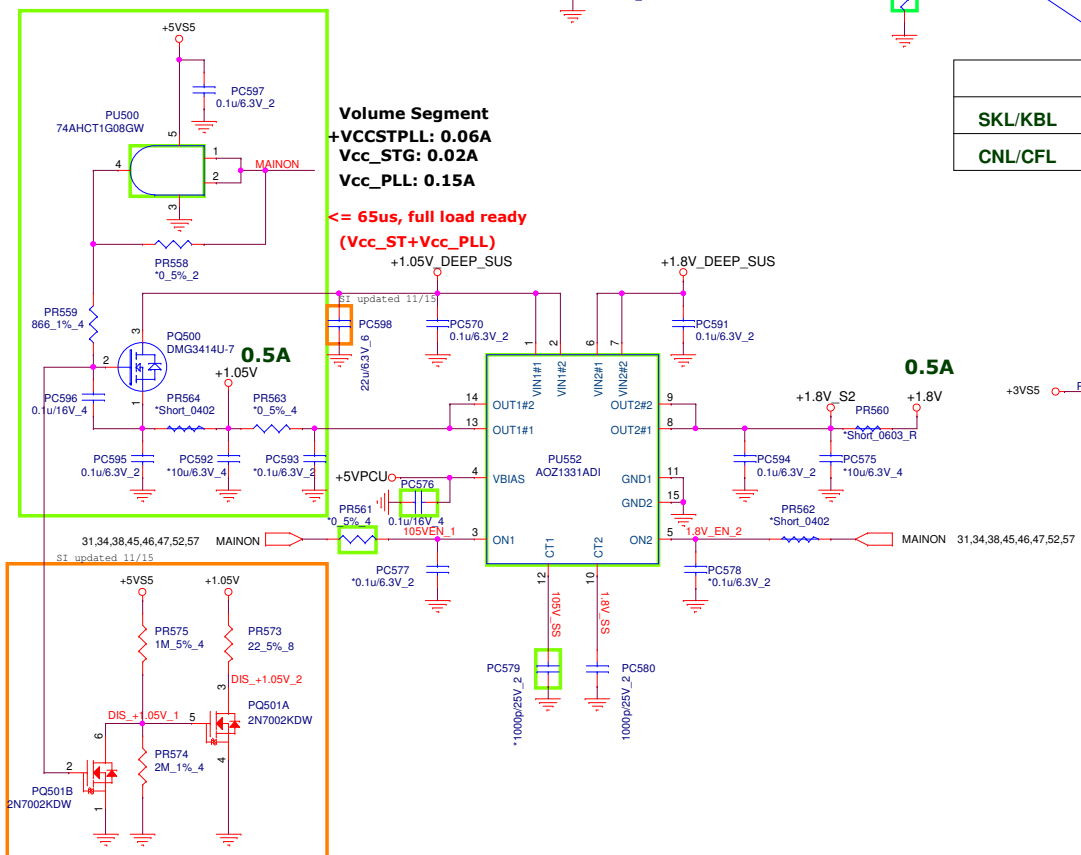 +5VS5
PC597
0.1u/6.3V_2
PU500
74AHCT1G08GW
5
4
1
2
3
MAINON
Volume Segment
+VCCSTPLL: 0.06A
Vcc_STG: 0.02A
Vcc_PLL: 0.15A
<= 65us, full load ready
(Vcc_ST+Vcc_PLL)
SKL/KBL
CNL/CFL
PR558
*0_5%_2
+1.05V_DEEP_SUS
+1.8V_DEEP_SUS
SI updated 11/15
PR559
866_1%_4
3
PQ500
DMG3414U-7
2
1
0.5A
+1.05V
PC598
22u/6.3V_6
PC570
0.1u/6.3V_2
PC591
0.1u/6.3V_2
1
2
6
7
VIN1#1
VIN1#2
VIN2#1
VIN2#2
0.5A
PC596
0.1u/16V_4
PR564
*Short_0402
PR563
*0_5%_4
14
OUT1#2
13
OUT1#1
OUT2#2
9
OUT2#1
8
+1.8V_S2
PR560
*Short_0603_R
+1.8V
+3VS5
PC595
0.1u/6.3V_2
PC592
*10u/6.3V_4
PC593
*0.1u/6.3V_2
PU552
AOZ1331ADI
PC594
0.1u/6.3V_2
PC575
*10u/6.3V_4
+5VPCU
4
VBIAS
GND1
11
GND2
15
PC576
0.1u/16V_4
PR561
*0_5%_4
105VEN_1
3
ON1
ON2
5
1.8V_EN_2
PR562
*Short_0402
31,34,38,45,46,47,52,57
MAINON
MAINON
31,34,38,45,46,47,52,57
SI updated 11/15
PC577
*0.1u/6.3V_2
CT1
CT2
12
10
PC578
*0.1u/6.3V_2
105V_SS
1.8V_SS
PC579
*1000p/25V_2
PC580
1000p/25V_2
+5VS5
+1.05V
PR575
1M_5%_4
PR573
22_5%_8
DIS_+1.05V_2
3
PQ501A
2N7002KDW
DIS_+1.05V_1
5
4
6
2
PQ501B
2N7002KDW
1
PR574
2M_1%_4